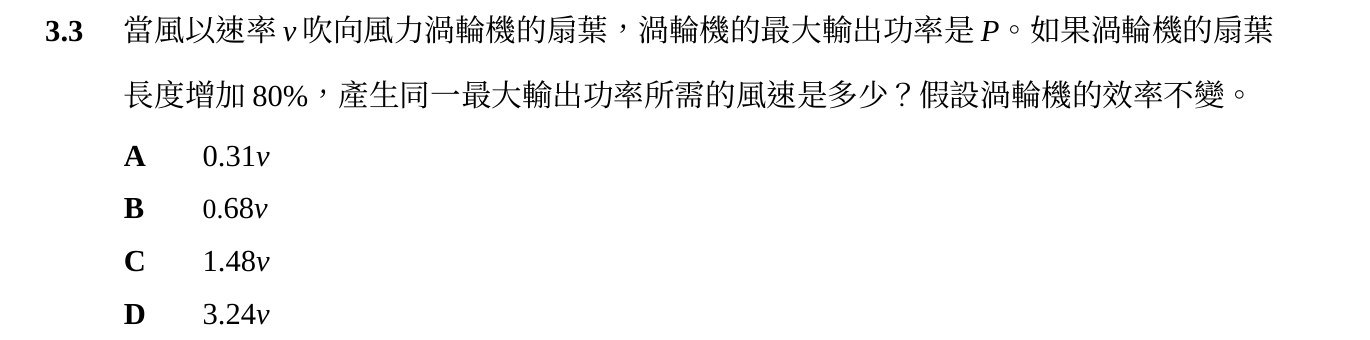 3.3 當風以速率 v 吹向風力渦輪機的扇葉，渦輪機的最大輸出功率是 P。如果渦輪機的扇葉
長度增加 80%，產生同一最大輸出功率所需的風速是多少？假設渦輪機的效率不變。
A 0.31v
B 0.68v
C 1.48v
D 3.24v